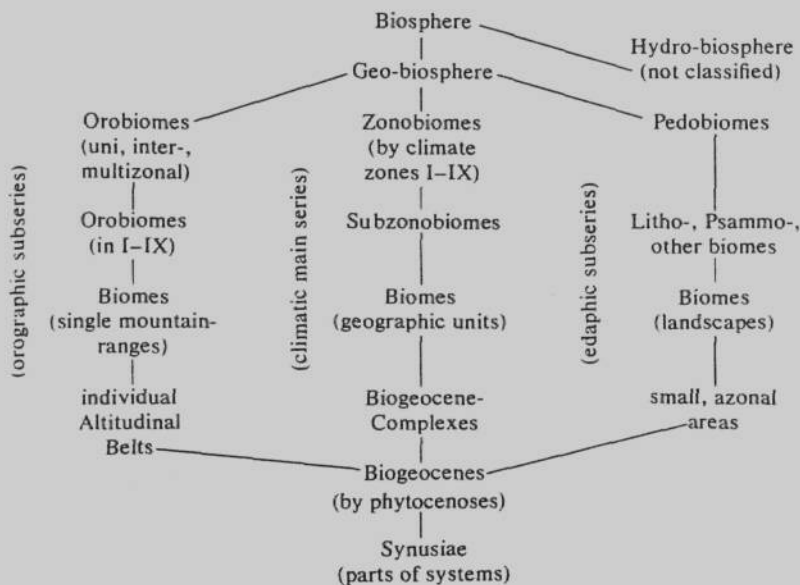 Biosphere
Hydro-biosphere
(not classified)
Geo-biosphere
(orographic subseries)
Orobiomes
(uni, inter-,
multizonal)
Orobiomes
(in I–IX)
Biomes
(single mountain-
ranges)
individual
Altitudinal
Belts
(climatic main series)
Zonobiomes
(by climate
zones I–IX)
Subzonobiomes
Biomes
(geographic units)
Biogeocene-
Complexes
(edaphic subseries)
Pedobiomes
Litho-, Psammo-,
other biomes
Biomes
(landscapes)
small, azonal
areas
Biogeocenes
(by phytocenoses)
Synusiae
(parts of systems)